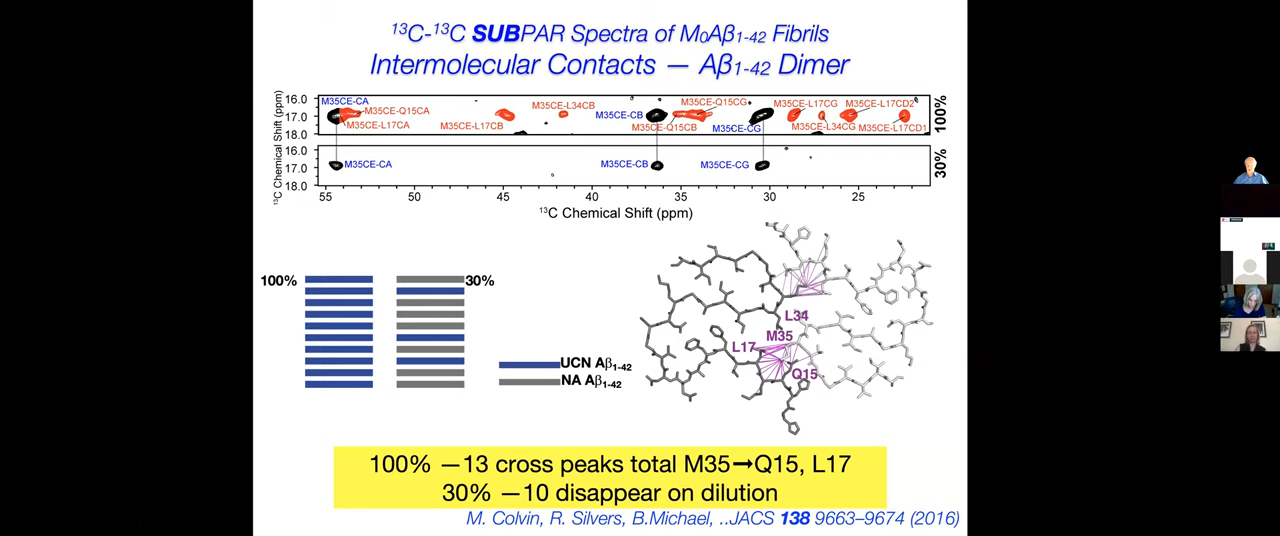 ¹³C-¹³C SUBPAR Spectra of M₀Aβ₁₋₄₂ Fibrils
Intermolecular Contacts — Aβ₁₋₄₂ Dimer
¹³C Chemical Shift (ppm)
16.0
17.0
18.0
M35CE-CA
M35CE-Q15CA
M35CE-L17CA
M35CE-L17CB
M35CE-L34CB
M35CE-CB
M35CE-Q15CB
M35CE-Q15CG
M35CE-CG
M35CE-L17CG
M35CE-L34CG
M35CE-L17CD2
M35CE-L17CD1
100%
16.0
17.0
18.0
M35CE-CA
M35CE-CB
M35CE-CG
30%
55 50 45 40 35 30 25
¹³C Chemical Shift (ppm)
100%
30%
UCN Aβ₁₋₄₂
NA Aβ₁₋₄₂
L34
M35
L17
Q15
100% —13 cross peaks total M35→Q15, L17
30% —10 disappear on dilution
M. Colvin, R. Silvers, B.Michael, ..JACS 138 9663–9674 (2016)